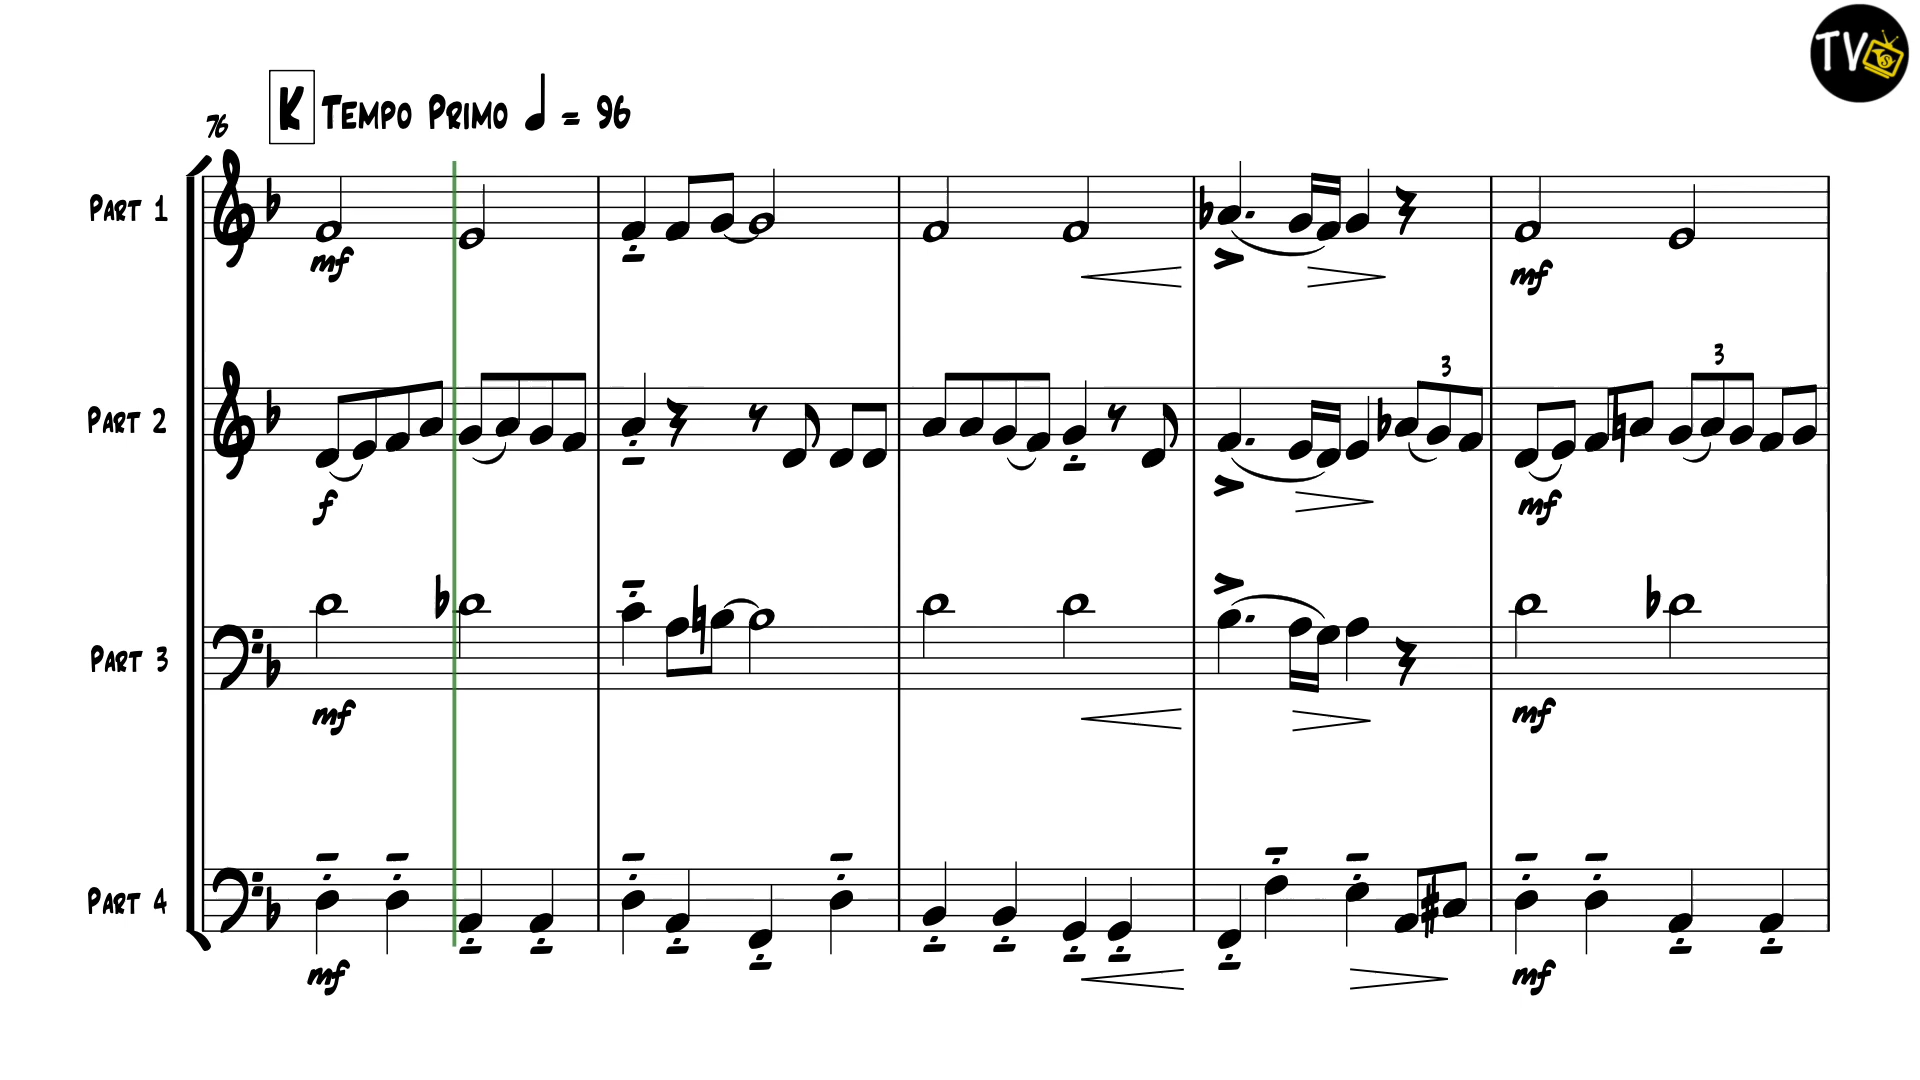 TV
76
K TEMPO PRIMO 𝅗𝅥 = 96
PART 1
mf
mf
3
3
PART 2
f
mf
PART 3
mf
mf
PART 4
mf
mf